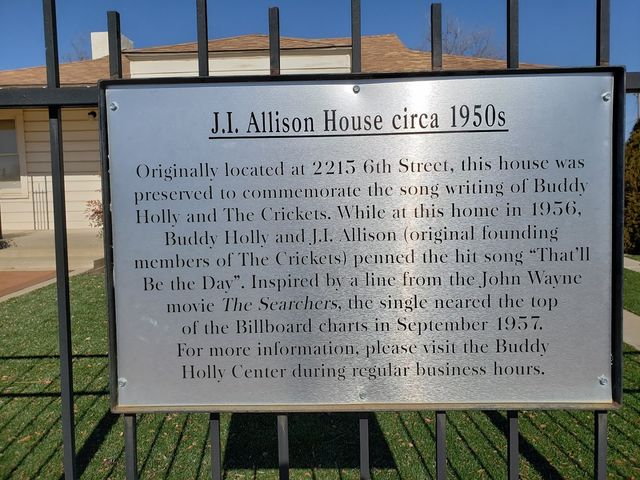 J.I. Allison House circa 1950s
Originally located at 2215 6th Street, this house was
preserved to commemorate the song writing of Buddy
Holly and The Crickets. While at this home in 1956,
Buddy Holly and J.I. Allison (original founding
members of The Crickets) penned the hit song “That'll
Be the Day”. Inspired by a line from the John Wayne
movie The Searchers, the single neared the top
of the Billboard charts in September 1957.
For more information, please visit the Buddy
Holly Center during regular business hours.